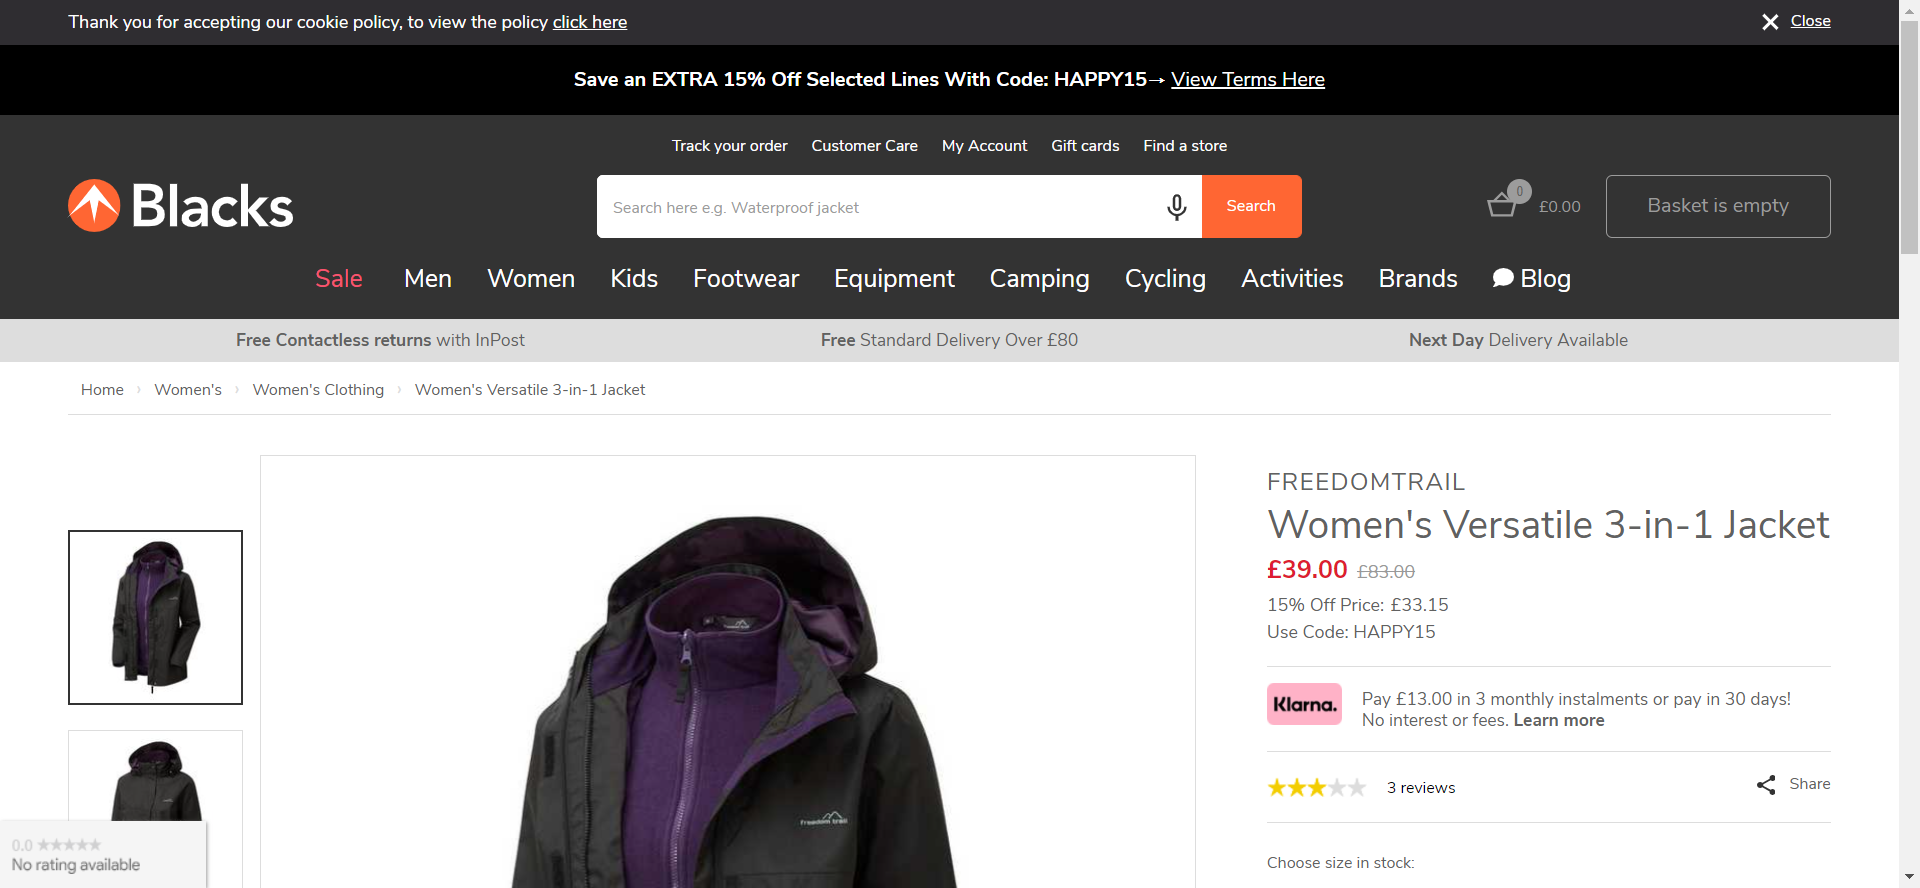 Thank you for accepting our cookie policy, to view the policy click here
Close
Save an EXTRA 15% Off Selected Lines With Code: HAPPY15→ View Terms Here
Track your order Customer Care My Account Gift cards Find a store
Blacks
Search here e.g. Waterproof jacket
Search
0
£0.00
Basket is empty
Sale Men Women Kids Footwear Equipment Camping Cycling Activities Brands Blog
Free Contactless returns with InPost
Free Standard Delivery Over £80
Next Day Delivery Available
Home › Women's › Women's Clothing › Women's Versatile 3-in-1 Jacket
FREEDOMTRAIL
Women's Versatile 3-in-1 Jacket
£39.00 £83.00
15% Off Price: £33.15
Use Code: HAPPY15
Klarna.
Pay £13.00 in 3 monthly instalments or pay in 30 days!
No interest or fees. Learn more
3 reviews
Share
Choose size in stock:
freedom trail
0.0
No rating available